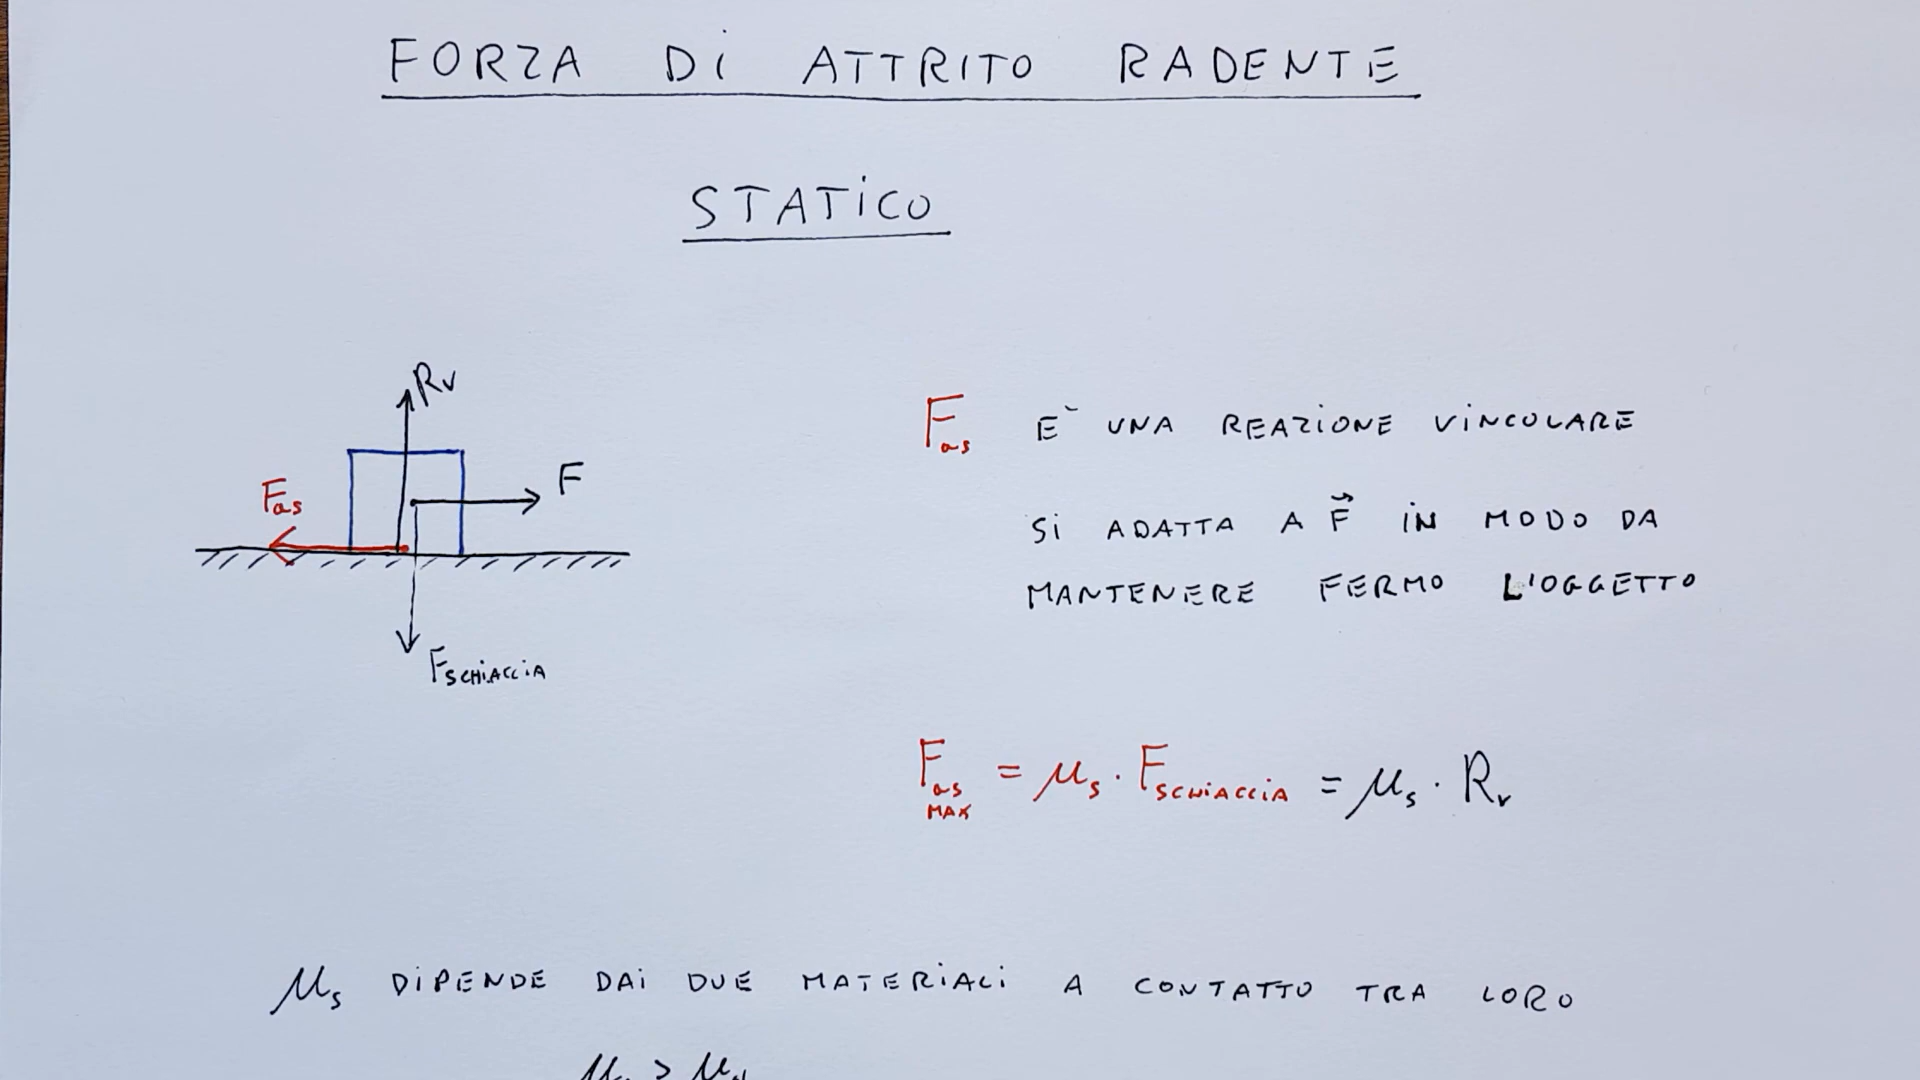 FORZA Di ATTRITO RADENTE
STATiCO
Rv
F
Fas
FSCHiACCiA
Fas E` UNA REAZIONE ViNCOLARE
Si ADATTA A F⃗ iN MODO DA
MANTENERE FERMO L'OGGETTO
Fas MAX = μs · FSCHiACCiA = μs · Rv
μs DiPENDE DAi DUE MATERiALi A CONTATTO TRA LORO